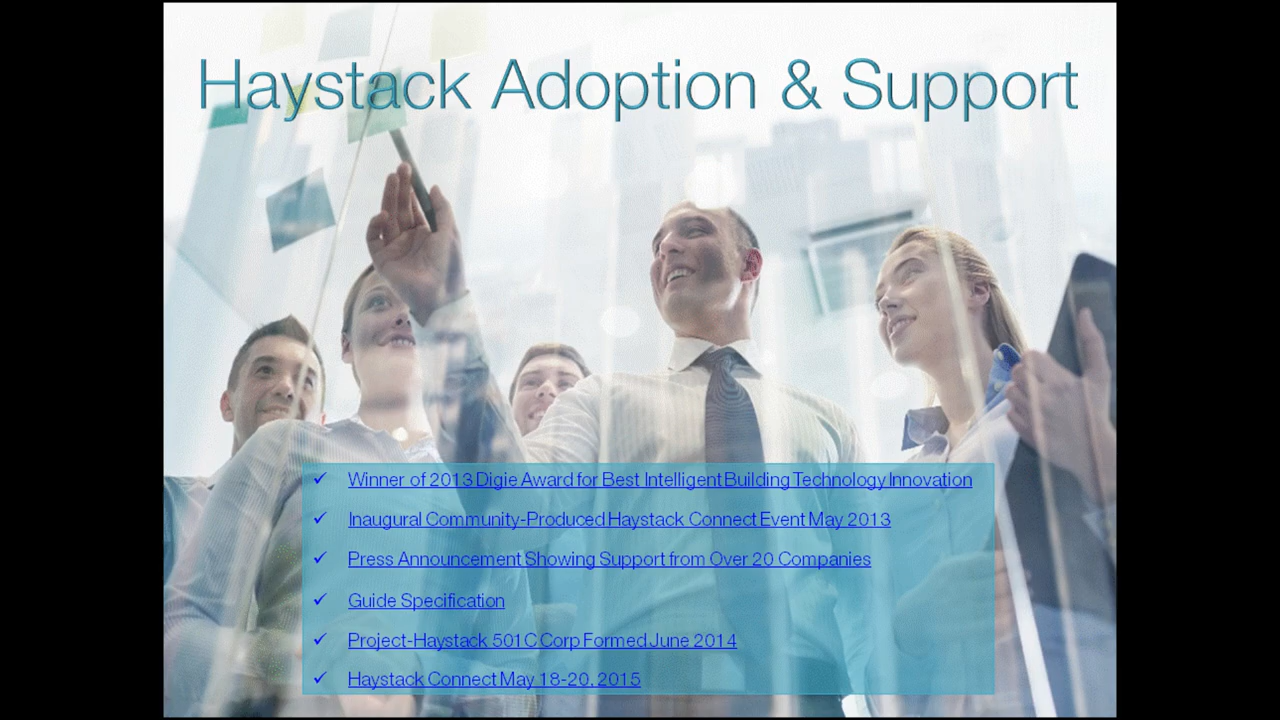 Haystack Adoption & Support
✓ Winner of 2013 Digie Award for Best Intelligent Building Technology Innovation
✓ Inaugural Community-Produced Haystack Connect Event May 2013
✓ Press Announcement Showing Support from Over 20 Companies
✓ Guide Specification
✓ Project-Haystack 501C Corp Formed June 2014
✓ Haystack Connect May 18-20, 2015